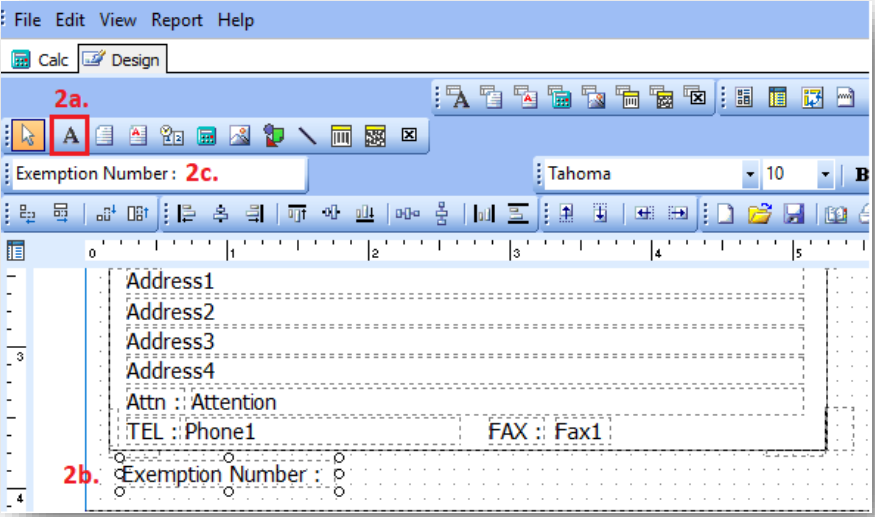 File Edit View Report Help
Calc Design
2a.
A
Exemption Number : 2c. Tahoma 10 B
0 1 2 3 4 5
Address1
Address2
Address3
3
Address4
Attn : Attention
TEL : Phone1 FAX : Fax1
2b. Exemption Number :
4